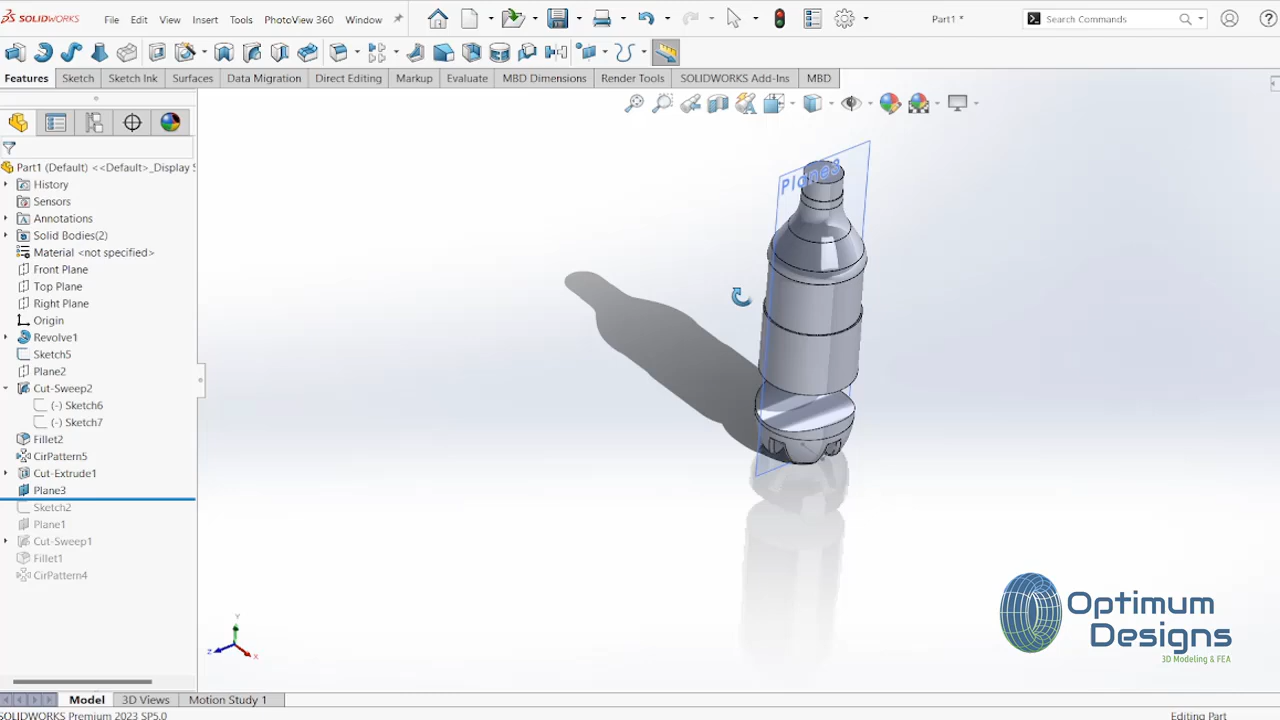 SOLIDWORKS File Edit View Insert Tools PhotoView 360 Window Part1 * Search Commands
Features Sketch Sketch Ink Surfaces Data Migration Direct Editing Markup Evaluate MBD Dimensions Render Tools SOLIDWORKS Add-Ins MBD
Part1 (Default) <<Default>_Display S
History
Sensors
Annotations
Solid Bodies(2)
Material <not specified>
Front Plane
Top Plane
Right Plane
Origin
Revolve1
Sketch5
Plane2
Cut-Sweep2
(-) Sketch6
(-) Sketch7
Fillet2
CirPattern5
Cut-Extrude1
Plane3
Sketch2
Plane1
Cut-Sweep1
Fillet1
CirPattern4
Plane3
Y
Z
X
Optimum
Designs
3D Modeling & FEA
Model 3D Views Motion Study 1
SOLIDWORKS Premium 2023 SP5.0 Editing Part